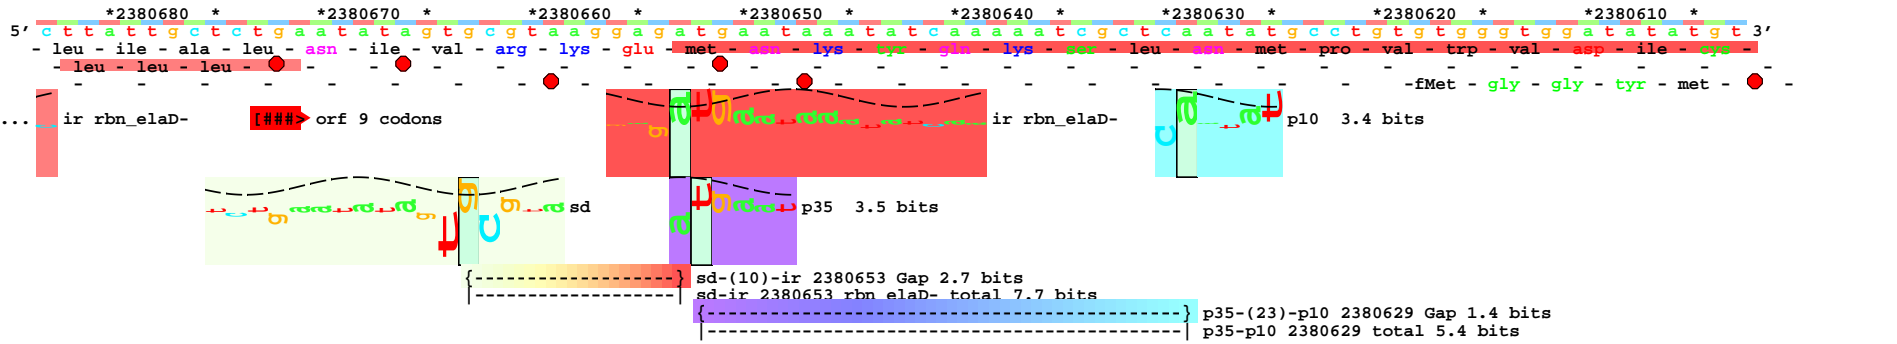 *2380680 * *2380670 * *2380660 * *2380650 * *2380640 * *2380630 * *2380620 * *2380610 *
5' c t t a t t g c t c t g a a t a t a g t g c g t a a g g a g a t g a a t a a a t a t c a a a a a t c g c t c a a t a t g c c t g t g t g g g t g g a t a t a t g t 3'
- leu - ile - ala - leu - asn - ile - val - arg - lys - glu - met - asn - lys - tyr - gln - lys - ser - leu - asn - met - pro - val - trp - val - asp - ile - cys -
- leu - leu - leu - - - - - - - - - - - - - - - - - - - - - - -
- - - - - - - - - - - - - - - - - - - - -fMet - gly - gly - tyr - met - -
... ir rbn_elaD- [###> orf 9 codons ir rbn_elaD- p10 3.4 bits
sd p35 3.5 bits
{--------------------} sd-(10)-ir 2380653 Gap 2.7 bits
|--------------------| sd-ir 2380653 rbn_elaD- total 7.7 bits
{---------------------------------------------} p35-(23)-p10 2380629 Gap 1.4 bits
|---------------------------------------------| p35-p10 2380629 total 5.4 bits